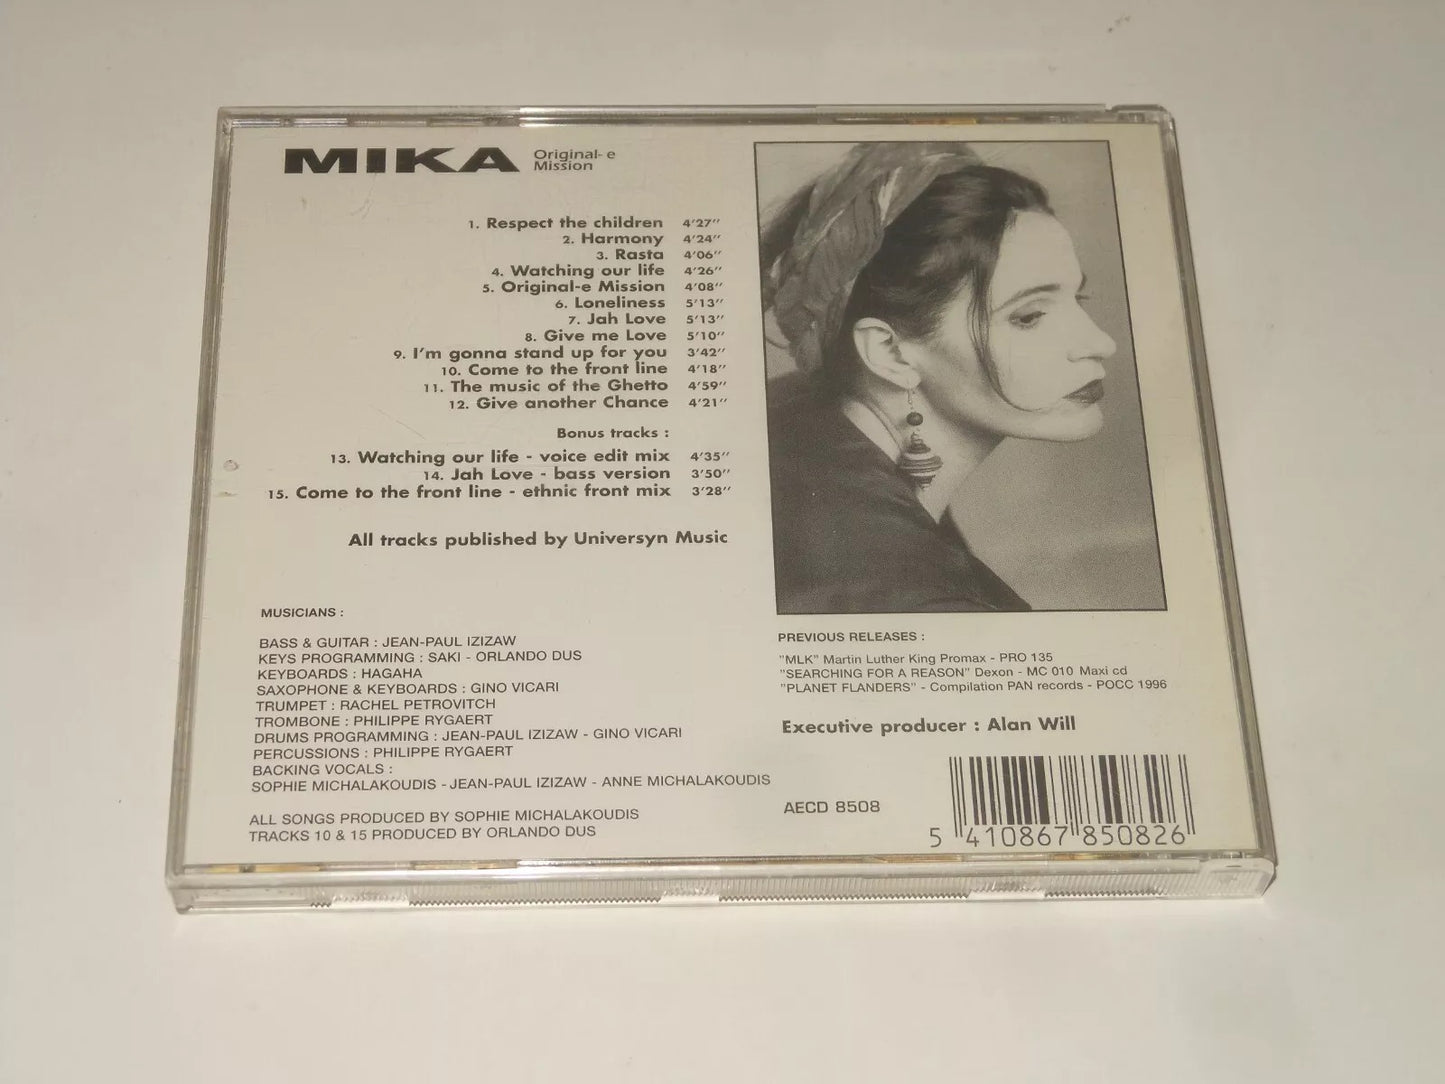 MIKA Original-e
Mission
1. Respect the children 4'27"
2. Harmony 4'24"
3. Rasta 4'06"
4. Watching our life 4'26"
5. Original-e Mission 4'08"
6. Loneliness 5'13"
7. Jah Love 5'13"
8. Give me Love 5'10"
9. I'm gonna stand up for you 3'42"
10. Come to the front line 4'18"
11. The music of the Ghetto 4'59"
12. Give another Chance 4'21"
Bonus tracks :
13. Watching our life - voice edit mix 4'35"
14. Jah Love - bass version 3'50"
15. Come to the front line - ethnic front mix 3'28"
All tracks published by Universyn Music
MUSICIANS :
BASS & GUITAR : JEAN-PAUL IZIZAW
KEYS PROGRAMMING : SAKI - ORLANDO DUS
KEYBOARDS : HAGAHA
SAXOPHONE & KEYBOARDS : GINO VICARI
TRUMPET : RACHEL PETROVITCH
TROMBONE : PHILIPPE RYGAERT
DRUMS PROGRAMMING : JEAN-PAUL IZIZAW - GINO VICARI
PERCUSSIONS : PHILIPPE RYGAERT
BACKING VOCALS :
SOPHIE MICHALAKOUDIS - JEAN-PAUL IZIZAW - ANNE MICHALAKOUDIS
ALL SONGS PRODUCED BY SOPHIE MICHALAKOUDIS
TRACKS 10 & 15 PRODUCED BY ORLANDO DUS
PREVIOUS RELEASES :
"MLK" Martin Luther King Promax - PRO 135
"SEARCHING FOR A REASON" Dexon - MC 010 Maxi cd
"PLANET FLANDERS" - Compilation PAN records - POCC 1996
Executive producer : Alan Will
AECD 8508
5 410867 850826